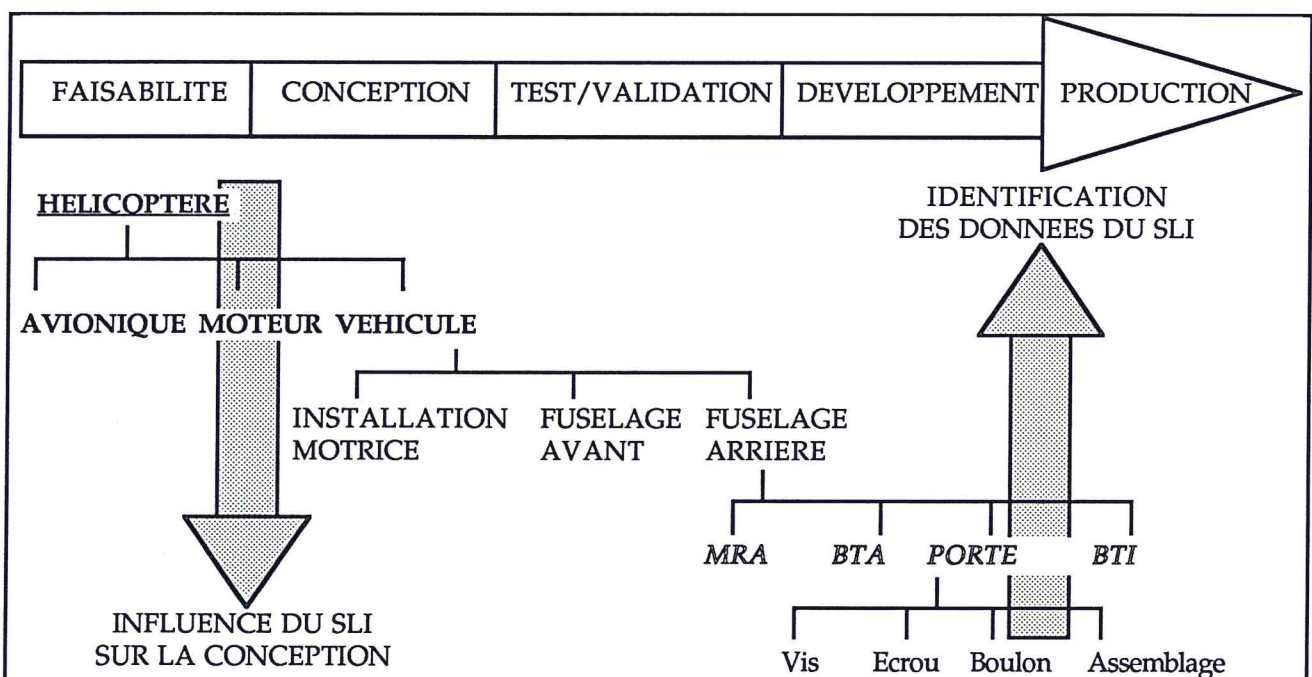 FAISABILITE CONCEPTION TEST/VALIDATION DEVELOPPEMENT PRODUCTION
HELICOPTERE
IDENTIFICATION
DES DONNEES DU SLI
AVIONIQUE MOTEUR VEHICULE
INSTALLATION
MOTRICE
FUSELAGE
AVANT
FUSELAGE
ARRIERE
MRA BTA PORTE BTI
INFLUENCE DU SLI
SUR LA CONCEPTION
Vis Ecrou Boulon Assemblage